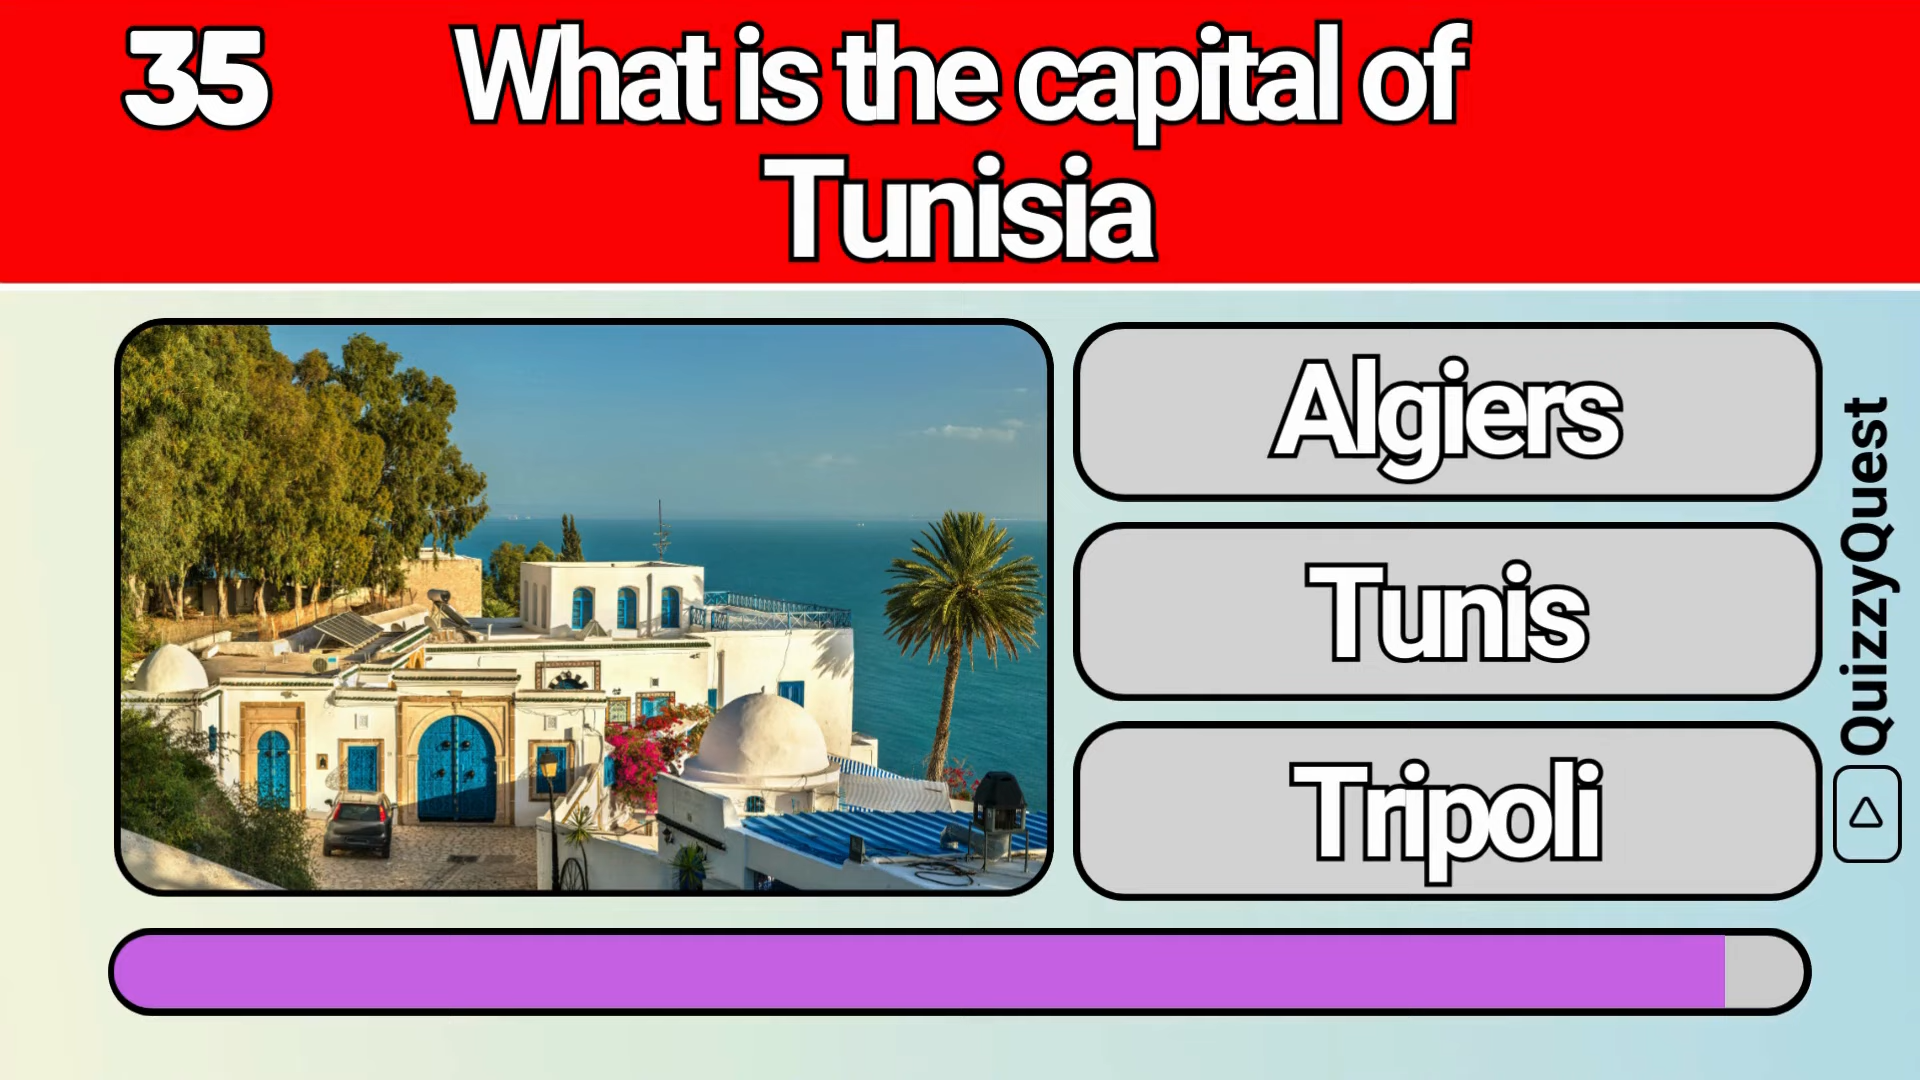 35
What is the capital of
Tunisia
Algiers
Tunis
Tripoli
QuizzyQuest